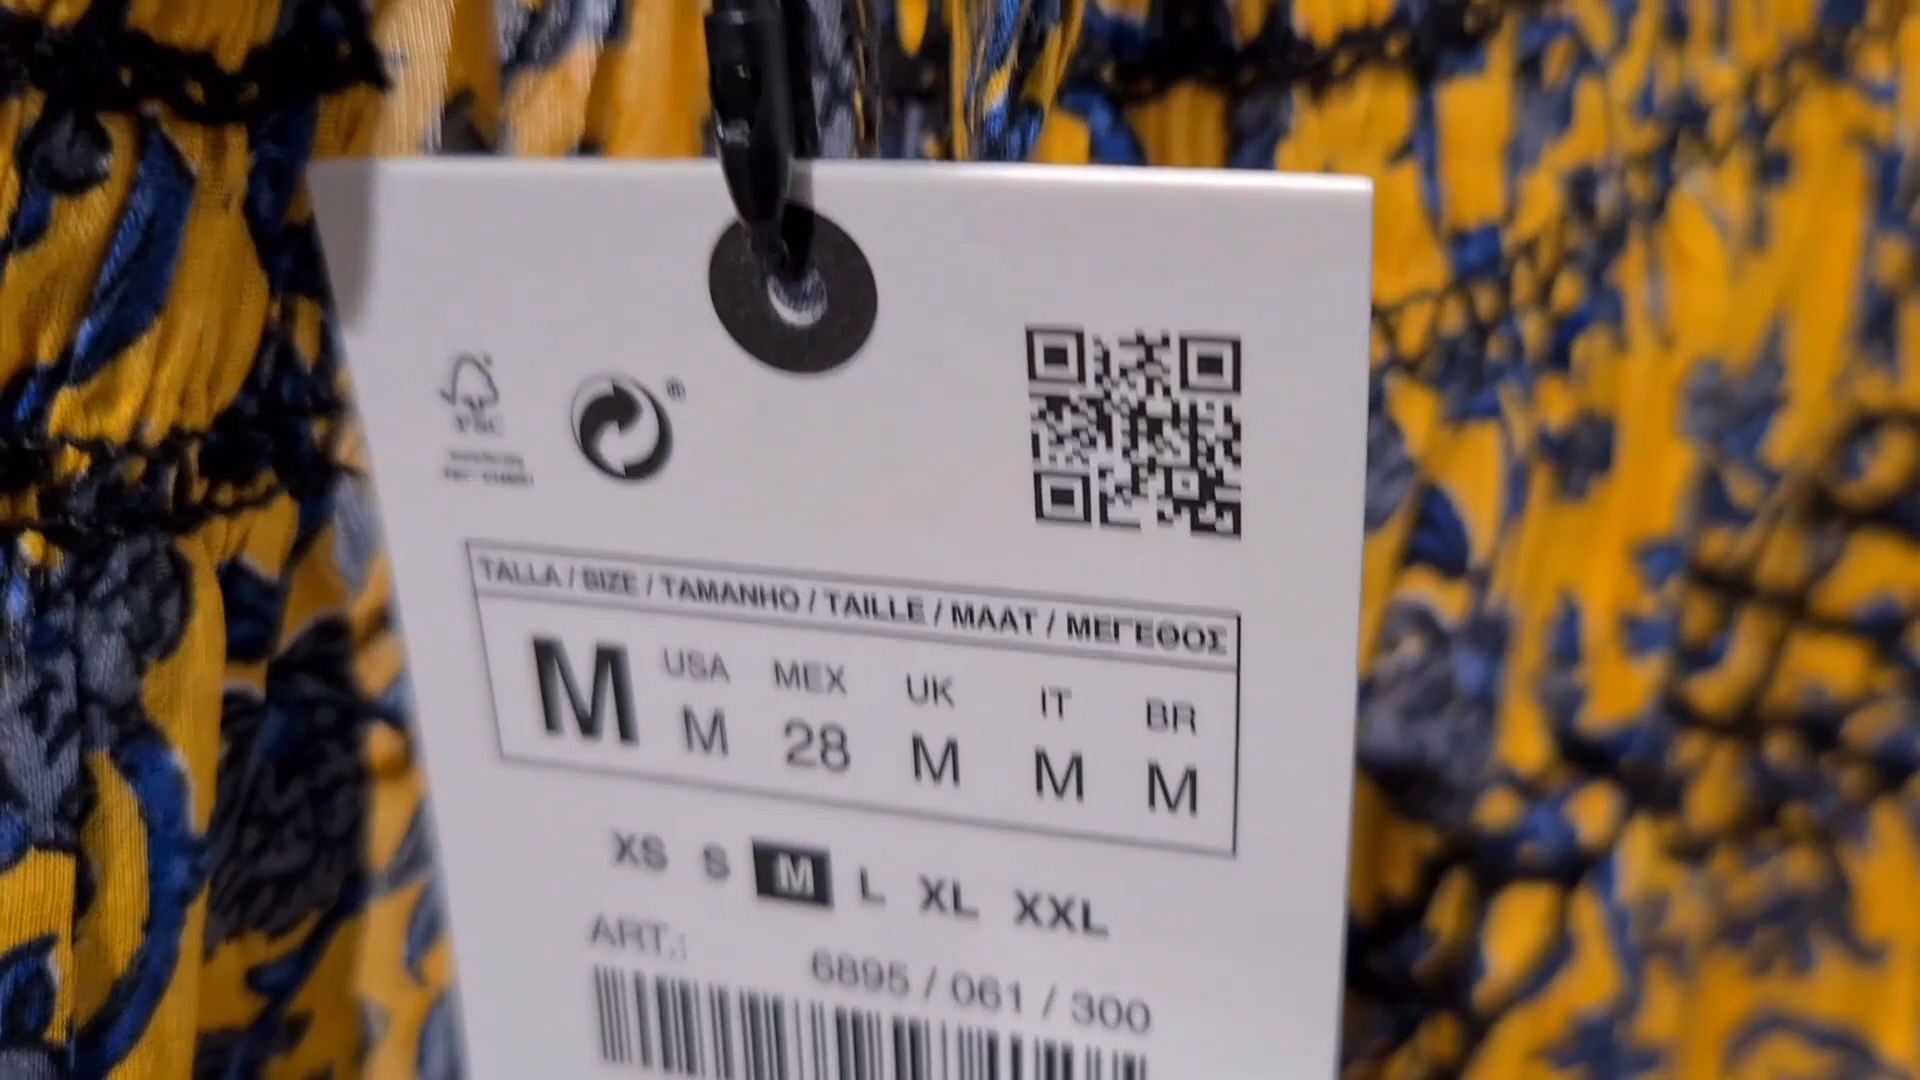 FSC
®
TALLA / SIZE / TAMANHO / TAILLE / MAAT / ΜΕΓΕΘΟΣ
M
USA MEX UK IT BR
M 28 M M M
XS S M L XL XXL
ART.: 6895 / 061 / 300